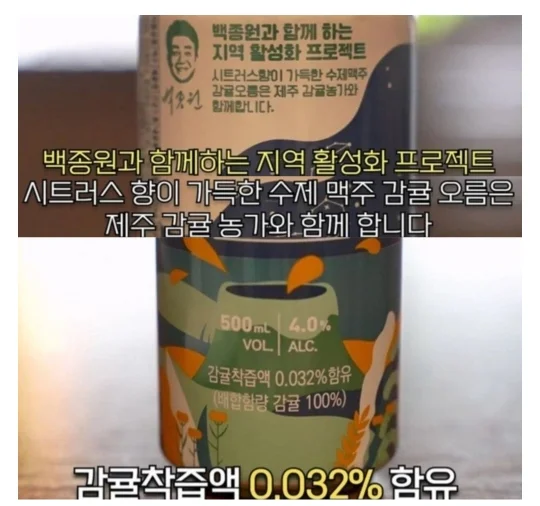 백종원과 함께 하는
지역 활성화 프로젝트
시트러스향이 가득한 수제맥주
감귤오름은 제주 감귤농가와
함께합니다.
백종원
백종원과 함께하는 지역 활성화 프로젝트
시트러스 향이 가득한 수제 맥주 감귤 오름은
제주 감귤 농가와 함께 합니다
500mL | 4.0%
VOL. | ALC.
감귤착즙액 0.032%함유
(배합함량 감귤 100%)
감귤착즙액 0.032% 함유